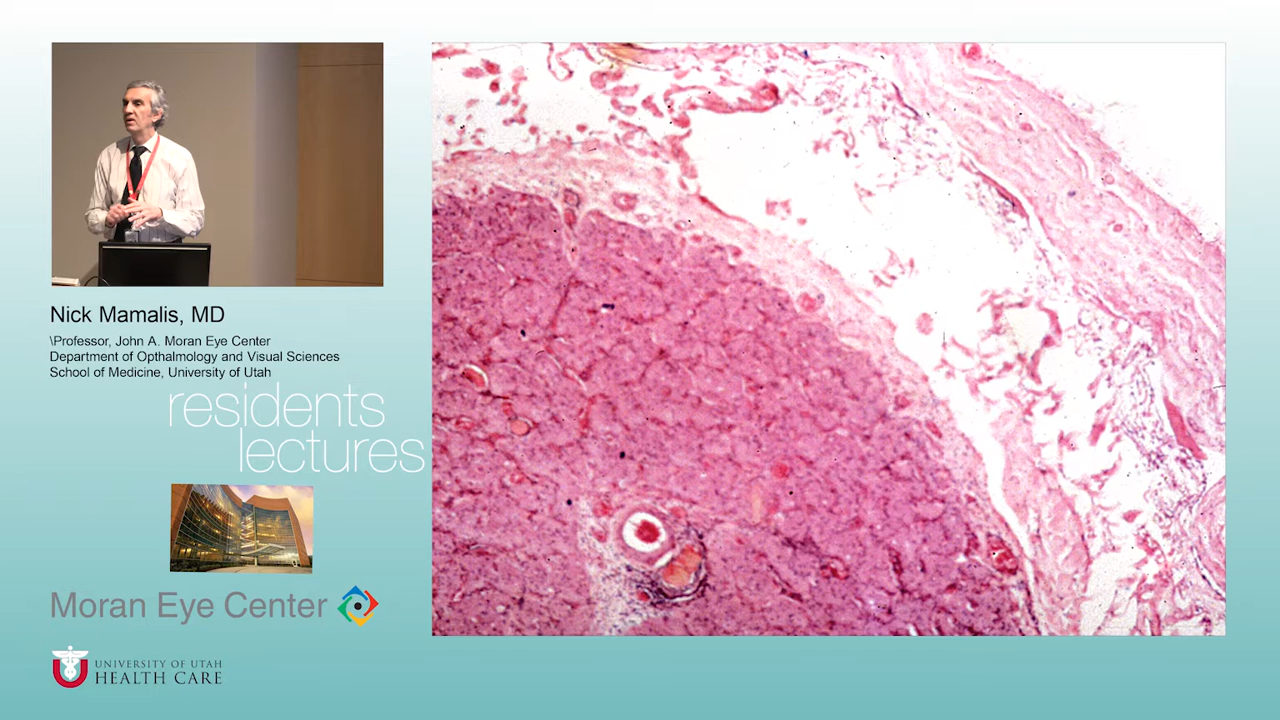 Nick Mamalis, MD
\Professor, John A. Moran Eye Center
Department of Opthalmology and Visual Sciences
School of Medicine, University of Utah
residents
lectures
Moran Eye Center
UNIVERSITY OF UTAH
HEALTH CARE